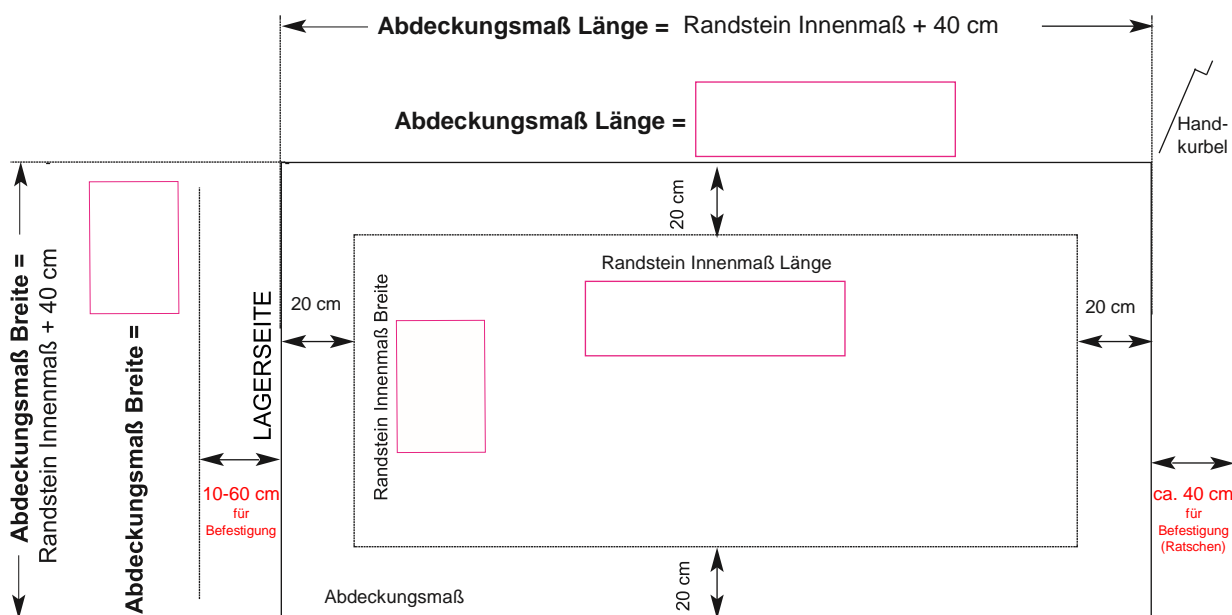 Abdeckungsmaß Länge = Randstein Innenmaß + 40 cm
Abdeckungsmaß Länge =
Hand-
kurbel
20 cm
Randstein Innenmaß Länge
20 cm
20 cm
Abdeckungsmaß Breite =
Randstein Innenmaß + 40 cm
Abdeckungsmaß Breite =
LAGERSEITE
Randstein Innenmaß Breite
10-60 cm
für
Befestigung
ca. 40 cm
für
Befestigung
(Ratschen)
20 cm
Abdeckungsmaß